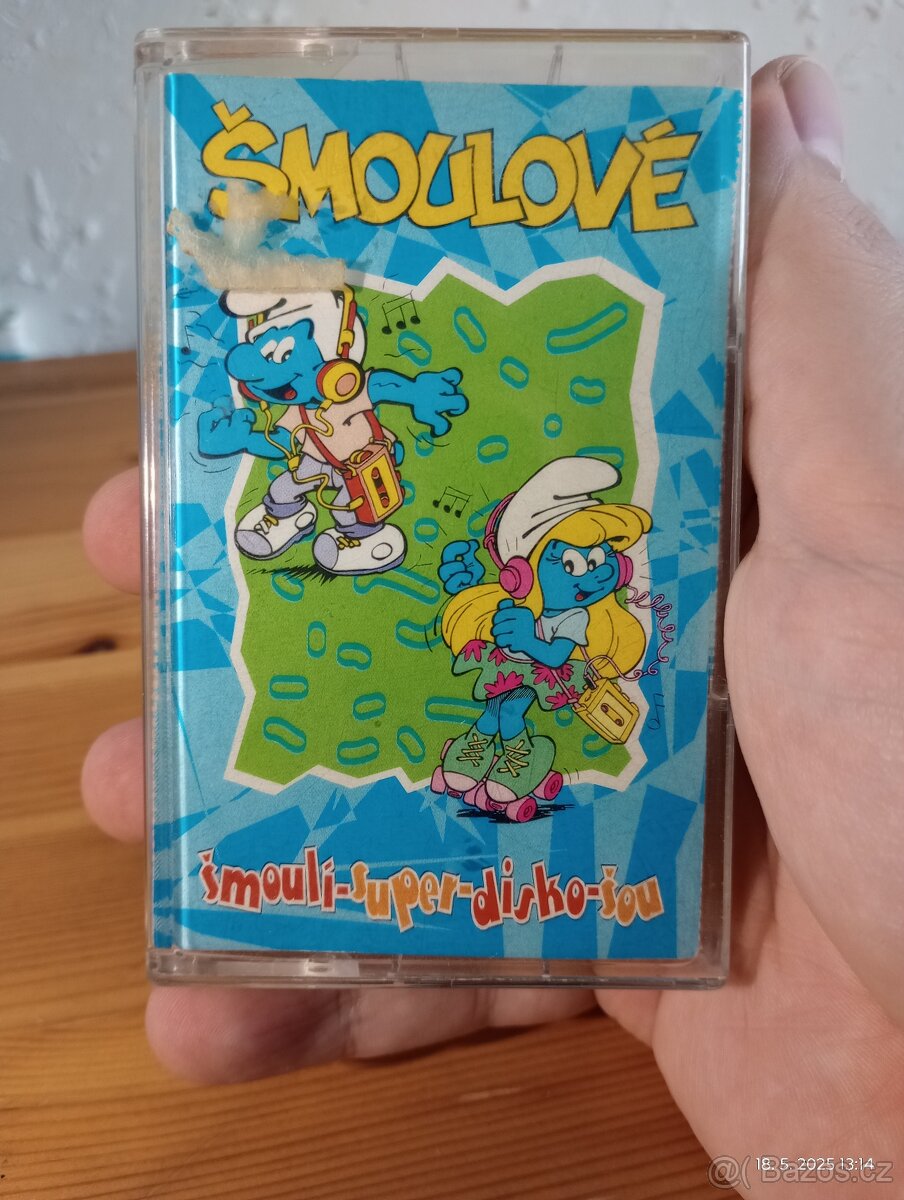 ŠMOULOVÉ
šmoulí-super-disko-šou
18. 5. 2025 13:14
@( Bazos.cz